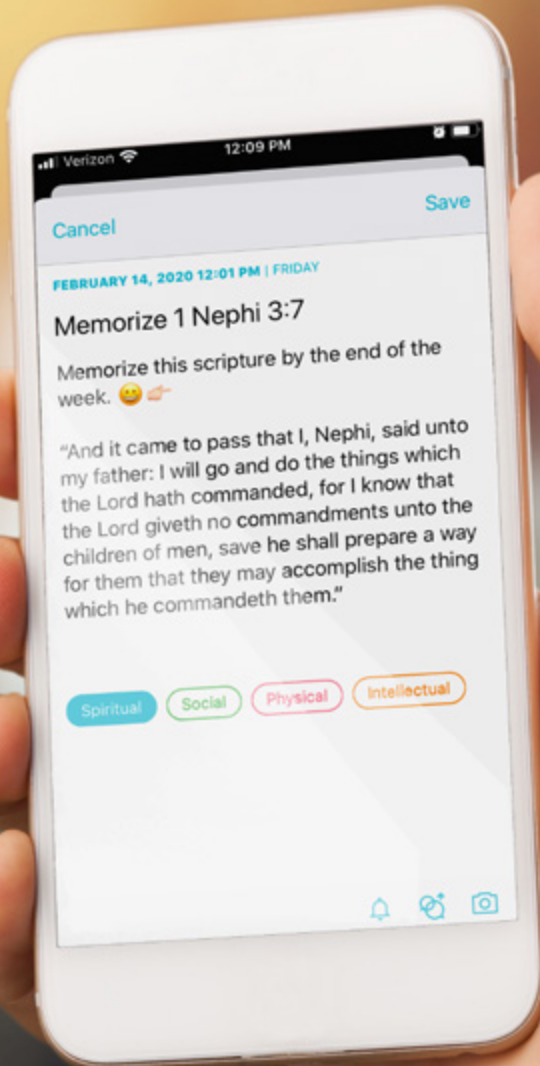 Verizon 12:09 PM
Cancel Save
FEBRUARY 14, 2020 12:01 PM | FRIDAY
Memorize 1 Nephi 3:7
Memorize this scripture by the end of the
week. 😀👉
“And it came to pass that I, Nephi, said unto
my father: I will go and do the things which
the Lord hath commanded, for I know that
the Lord giveth no commandments unto the
children of men, save he shall prepare a way
for them that they may accomplish the thing
which he commandeth them.”
Spiritual Social Physical Intellectual